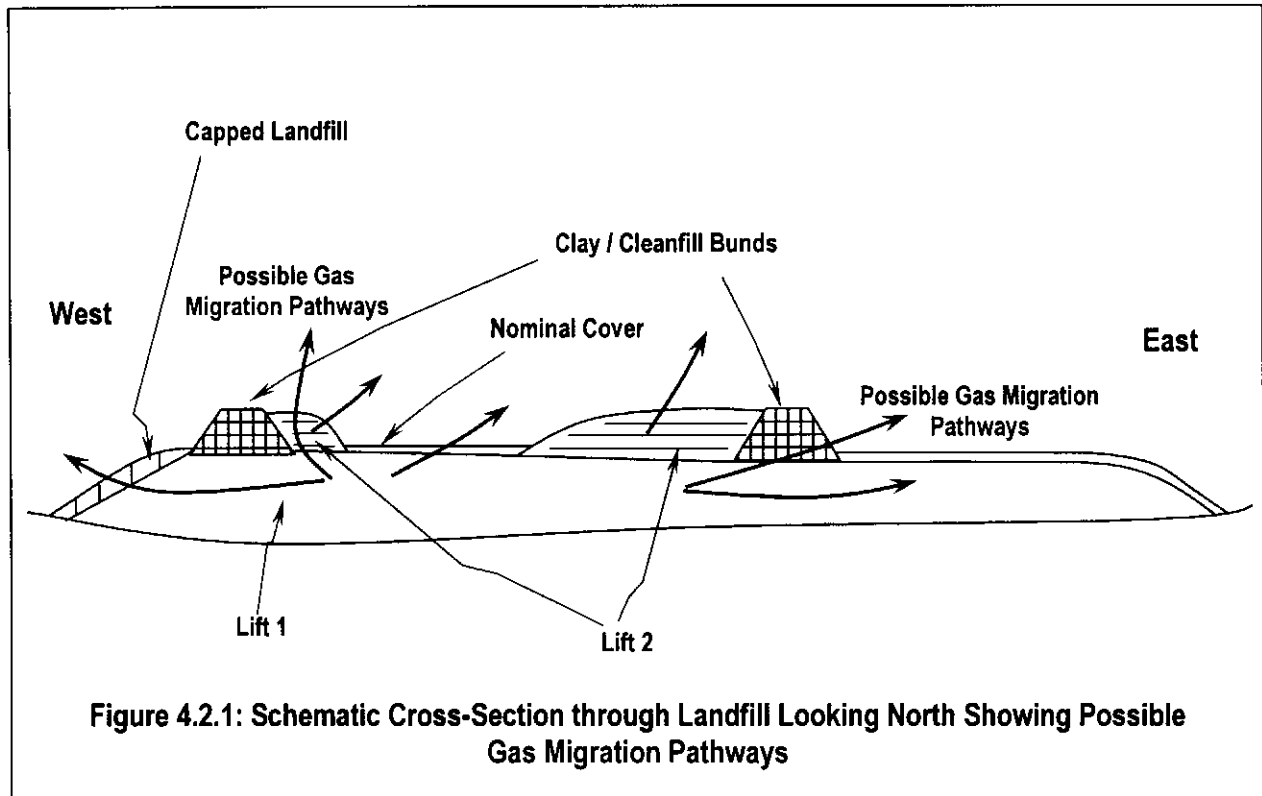 Capped Landfill
Clay / Cleanfill Bunds
Possible Gas
Migration Pathways
West
Nominal Cover
East
Possible Gas Migration
Pathways
Lift 1
Lift 2
Figure 4.2.1: Schematic Cross-Section through Landfill Looking North Showing Possible
Gas Migration Pathways